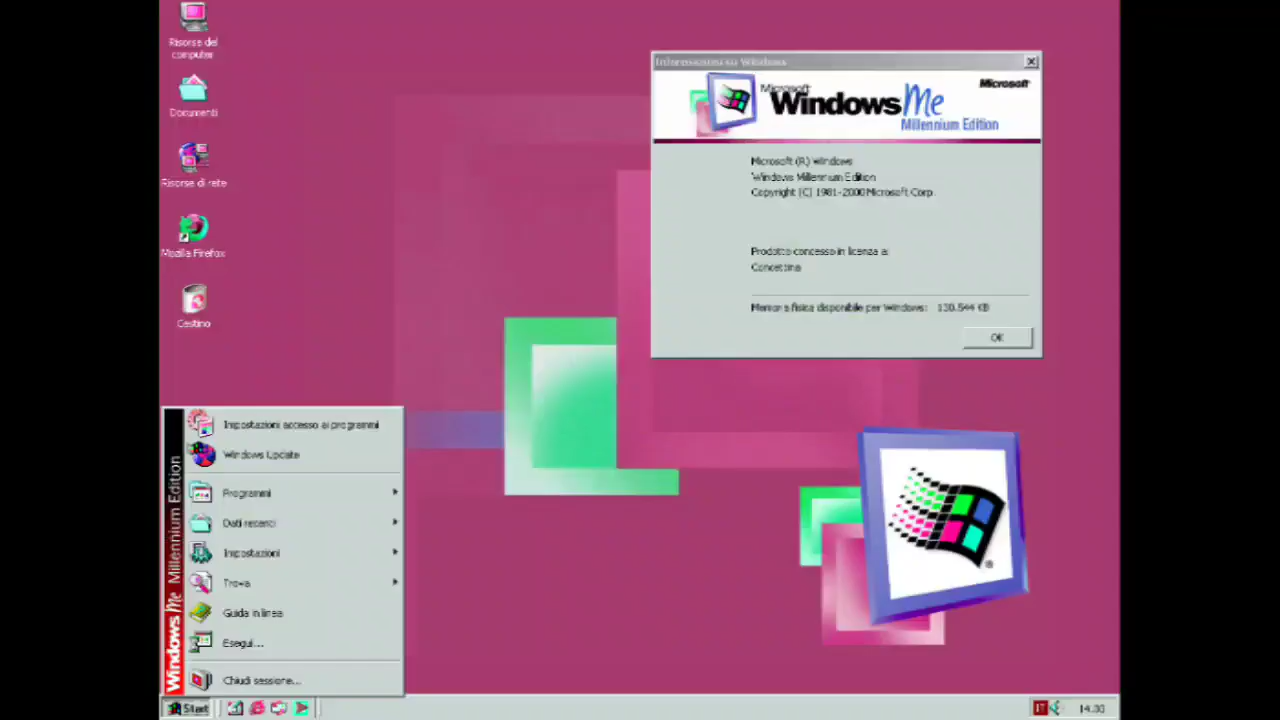 Risorse del
computer
Documenti
Risorse di rete
Mozilla Firefox
Cestino
Informazioni su Windows
Microsoft
Microsoft
Windows Me
Millennium Edition
Microsoft (R) Windows
Windows Millennium Edition
Copyright (C) 1981-2000 Microsoft Corp.
Prodotto concesso in licenza a:
Concettina
Memoria fisica disponibile per Windows: 130.544 KB
OK
Impostazioni accesso ai programmi
Windows Update
Programmi
Dati recenti
Impostazioni
Trova
Guida in linea
Esegui...
Chiudi sessione...
Windows Me Millennium Edition
Start
IT
14.30